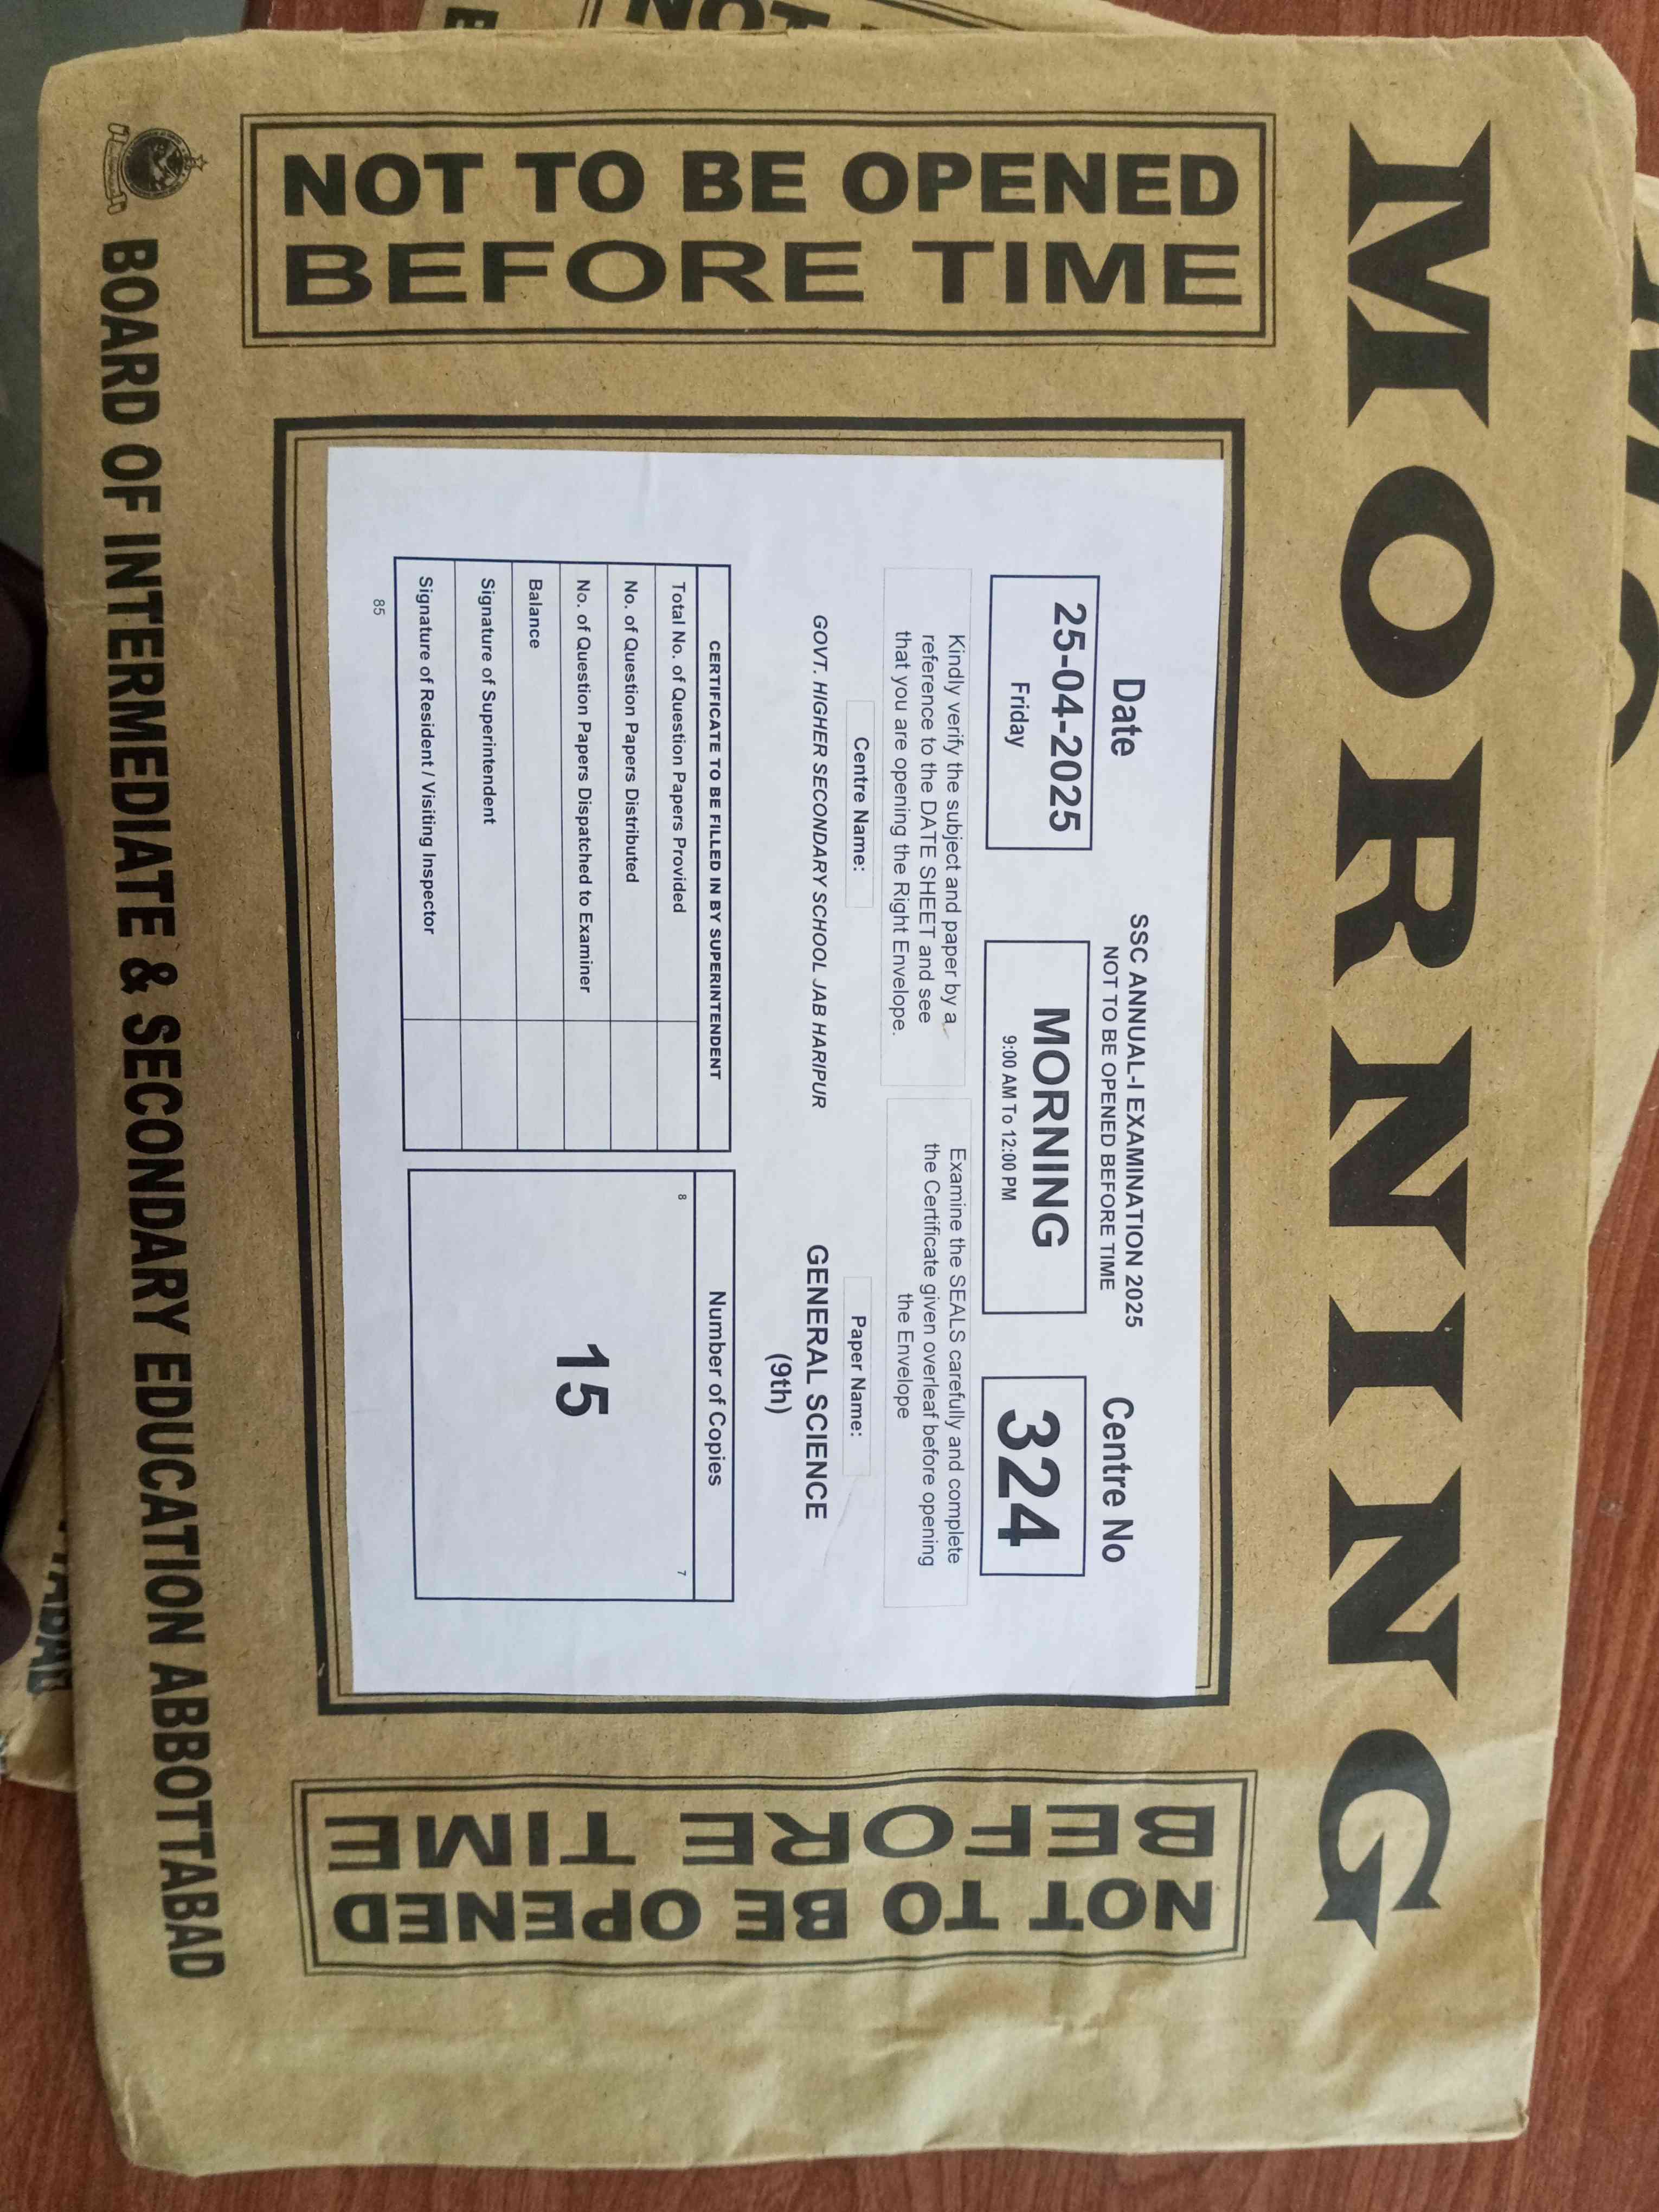 MORNING
NOT TO BE OPENED
BEFORE TIME
SSC ANNUAL-I EXAMINATION 2025
NOT TO BE OPENED BEFORE TIME
Date
25-04-2025
Friday
MORNING
9:00 AM To 12:00 PM
Centre No
324
Kindly verify the subject and paper by a
reference to the DATE SHEET and see
that you are opening the Right Envelope.
Examine the SEALS carefully and complete
the Certificate given overleaf before opening
the Envelope
Centre Name:
GOVT. HIGHER SECONDARY SCHOOL JAB HARIPUR
Paper Name:
GENERAL SCIENCE
(9th)
CERTIFICATE TO BE FILLED IN BY SUPERINTENDENT
Total No. of Question Papers Provided
No. of Question Papers Distributed
No. of Question Papers Dispatched to Examiner
Balance
Signature of Superintendent
Signature of Resident / Visiting Inspector
85
Number of Copies
8
7
15
NOT TO BE OPENED
BEFORE TIME
BOARD OF INTERMEDIATE & SECONDARY EDUCATION ABBOTTABAD
NOT